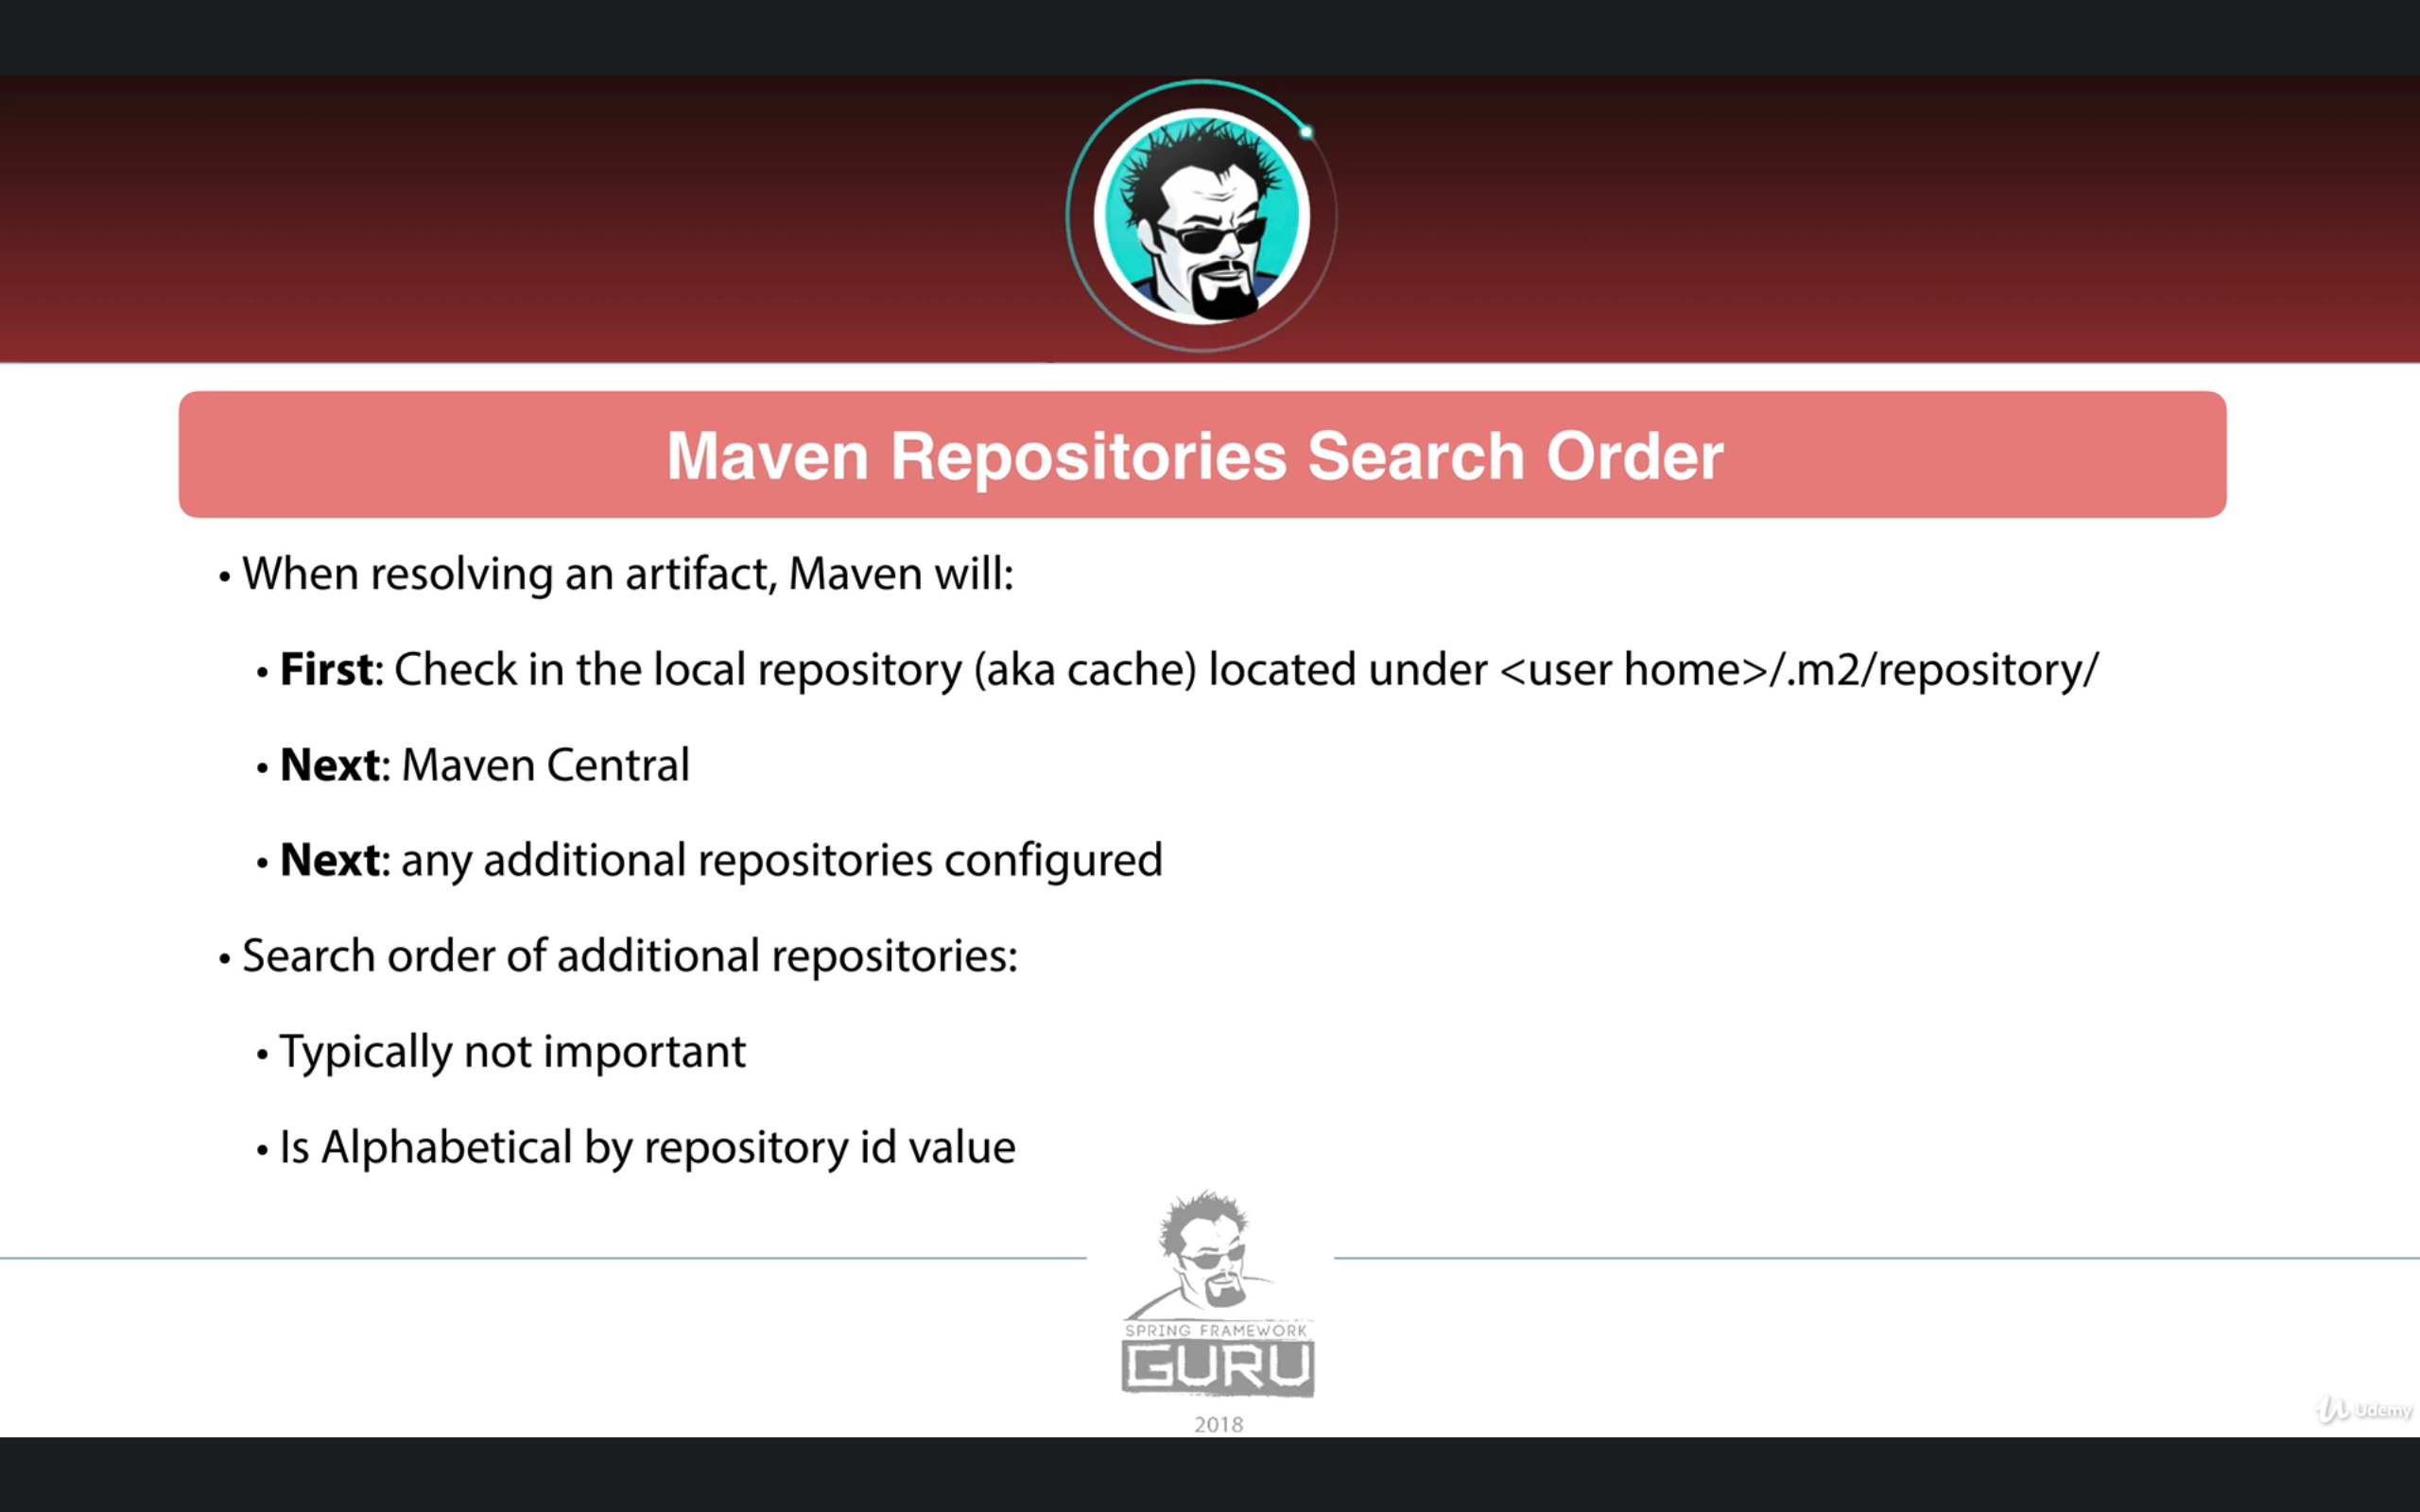 Maven Repositories Search Order
• When resolving an artifact, Maven will:
• First: Check in the local repository (aka cache) located under <user home>/.m2/repository/
• Next: Maven Central
• Next: any additional repositories configured
• Search order of additional repositories:
• Typically not important
• Is Alphabetical by repository id value
SPRING FRAMEWORK
GURU
2018
Udemy